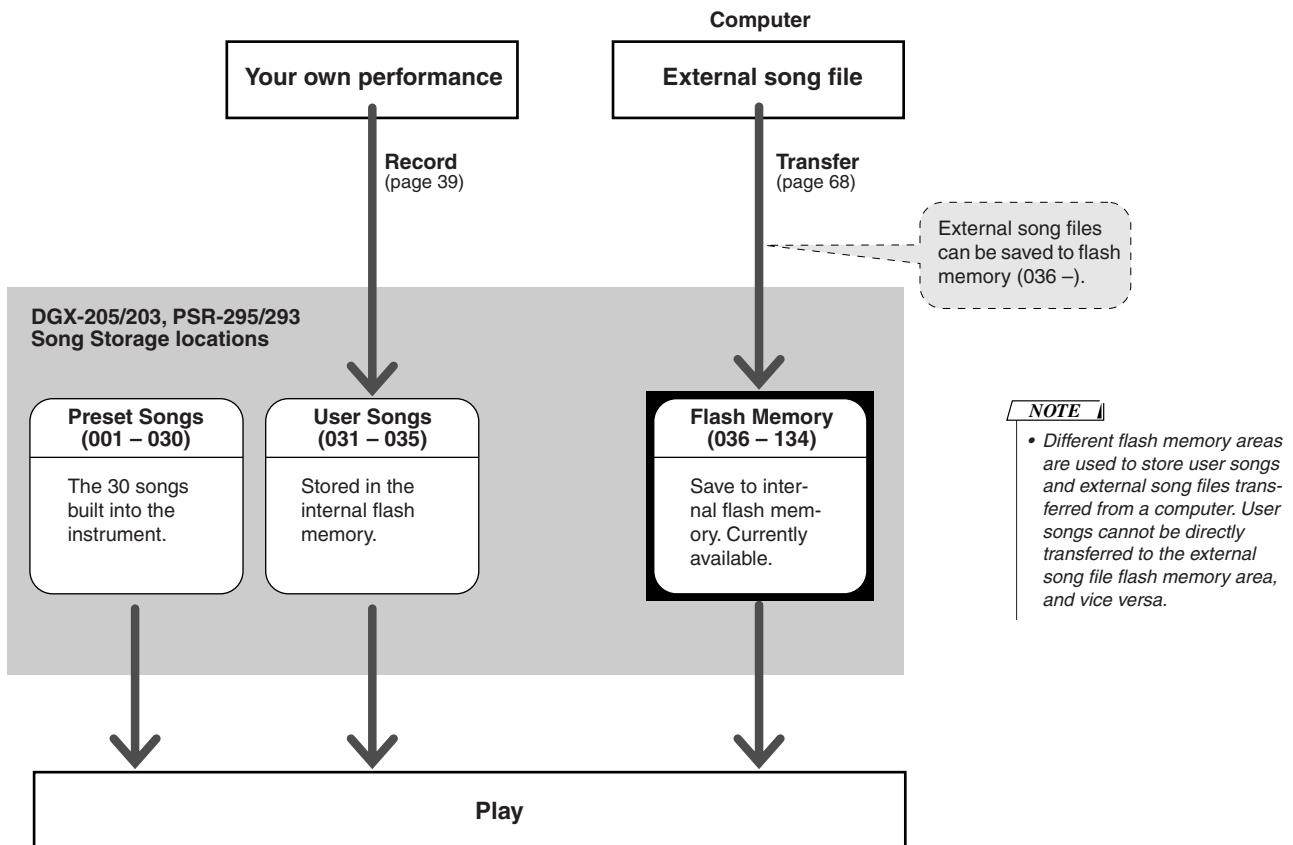 Computer
Your own performance
External song file
Record
(page 39)
Transfer
(page 68)
External song files
can be saved to flash
memory (036 –).
DGX-205/203, PSR-295/293
Song Storage locations
Preset Songs
(001 – 030)
The 30 songs
built into the
instrument.
User Songs
(031 – 035)
Stored in the
internal flash
memory.
Flash Memory
(036 – 134)
Save to inter-
nal flash mem-
ory. Currently
available.
NOTE
• Different flash memory areas
are used to store user songs
and external song files trans-
ferred from a computer. User
songs cannot be directly
transferred to the external
song file flash memory area,
and vice versa.
Play